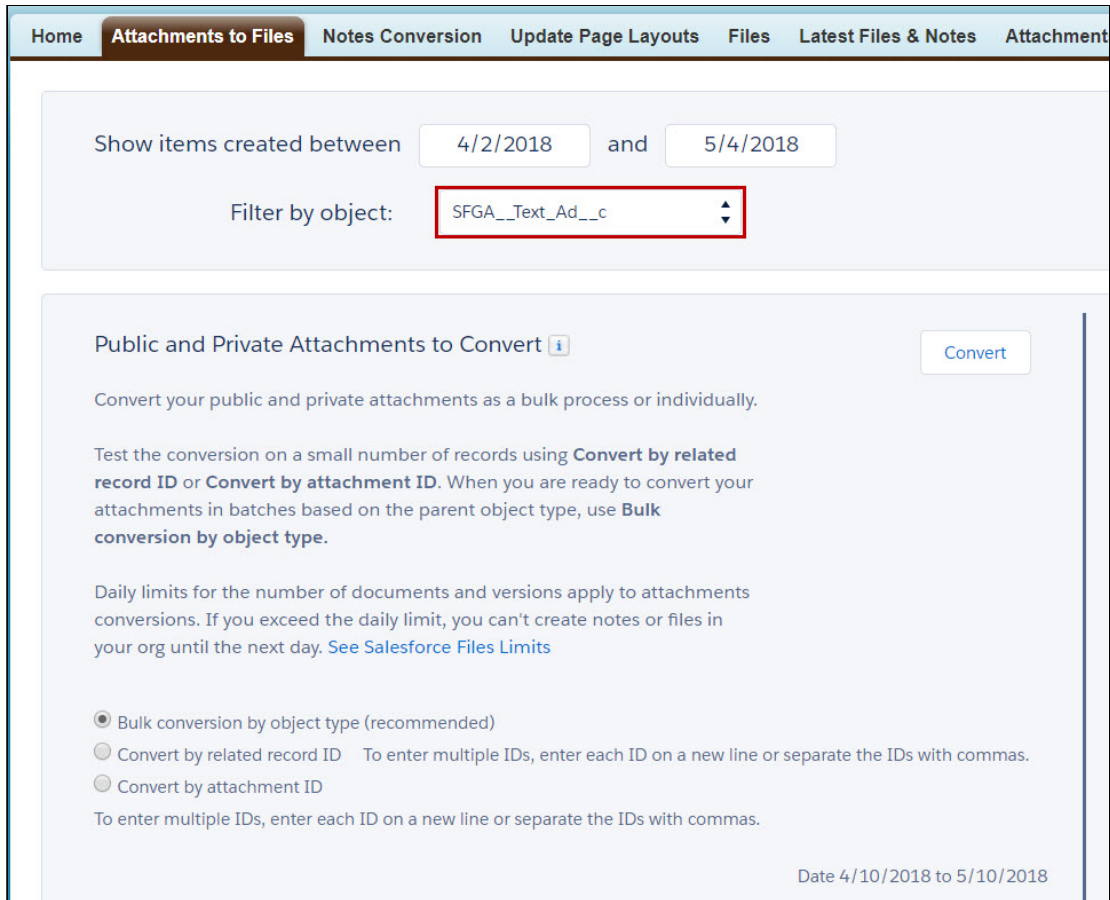 Home Attachments to Files Notes Conversion Update Page Layouts Files Latest Files & Notes Attachment
Show items created between 4/2/2018 and 5/4/2018
Filter by object: SFGA__Text_Ad__c
Public and Private Attachments to Convert i
Convert
Convert your public and private attachments as a bulk process or individually.
Test the conversion on a small number of records using Convert by related
record ID or Convert by attachment ID. When you are ready to convert your
attachments in batches based on the parent object type, use Bulk
conversion by object type.
Daily limits for the number of documents and versions apply to attachments
conversions. If you exceed the daily limit, you can't create notes or files in
your org until the next day. See Salesforce Files Limits
Bulk conversion by object type (recommended)
Convert by related record ID To enter multiple IDs, enter each ID on a new line or separate the IDs with commas.
Convert by attachment ID
To enter multiple IDs, enter each ID on a new line or separate the IDs with commas.
Date 4/10/2018 to 5/10/2018